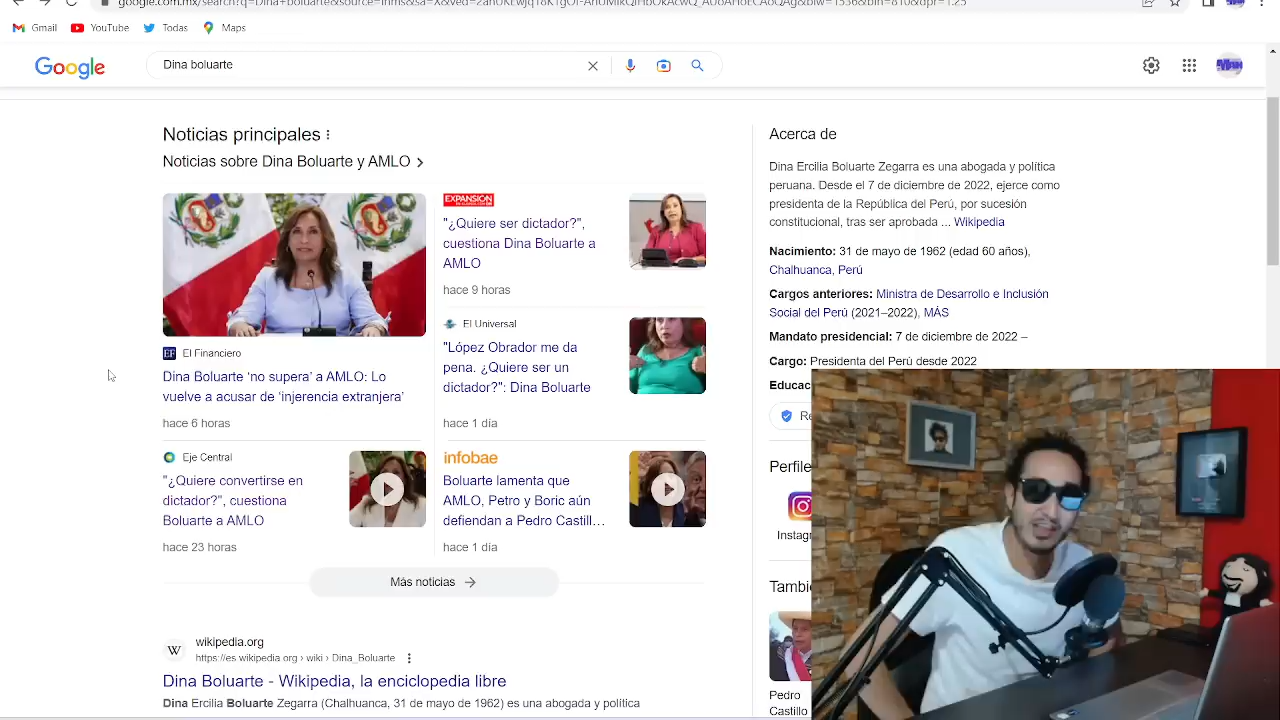 Gmail
YouTube
Todas
Maps
Google
Dina boluarte
Noticias principales
Noticias sobre Dina Boluarte y AMLO
El Financiero
Dina Boluarte ‘no supera’ a AMLO: Lo
vuelve a acusar de ‘injerencia extranjera’
hace 6 horas
EXPANSIÓN
"¿Quiere ser dictador?",
cuestiona Dina Boluarte a
AMLO
hace 9 horas
El Universal
"López Obrador me da
pena. ¿Quiere ser un
dictador?": Dina Boluarte
hace 1 día
Eje Central
"¿Quiere convertirse en
dictador?", cuestiona
Boluarte a AMLO
hace 23 horas
infobae
Boluarte lamenta que
AMLO, Petro y Boric aún
defiendan a Pedro Castill…
hace 1 día
Más noticias
W
wikipedia.org
https://es.wikipedia.org › wiki › Dina_Boluarte
Dina Boluarte - Wikipedia, la enciclopedia libre
Dina Ercilia Boluarte Zegarra (Chalhuanca, 31 de mayo de 1962) es una abogada y política
Acerca de
Dina Ercilia Boluarte Zegarra es una abogada y política
peruana. Desde el 7 de diciembre de 2022, ejerce como
presidenta de la República del Perú, por sucesión
constitucional, tras ser aprobada ... Wikipedia
Nacimiento: 31 de mayo de 1962 (edad 60 años),
Chalhuanca, Perú
Cargos anteriores: Ministra de Desarrollo e Inclusión
Social del Perú (2021–2022), MÁS
Mandato presidencial: 7 de diciembre de 2022 –
Cargo: Presidenta del Perú desde 2022
Educac
Re
Perfile
Instag
Tambié
Pedro
Castillo